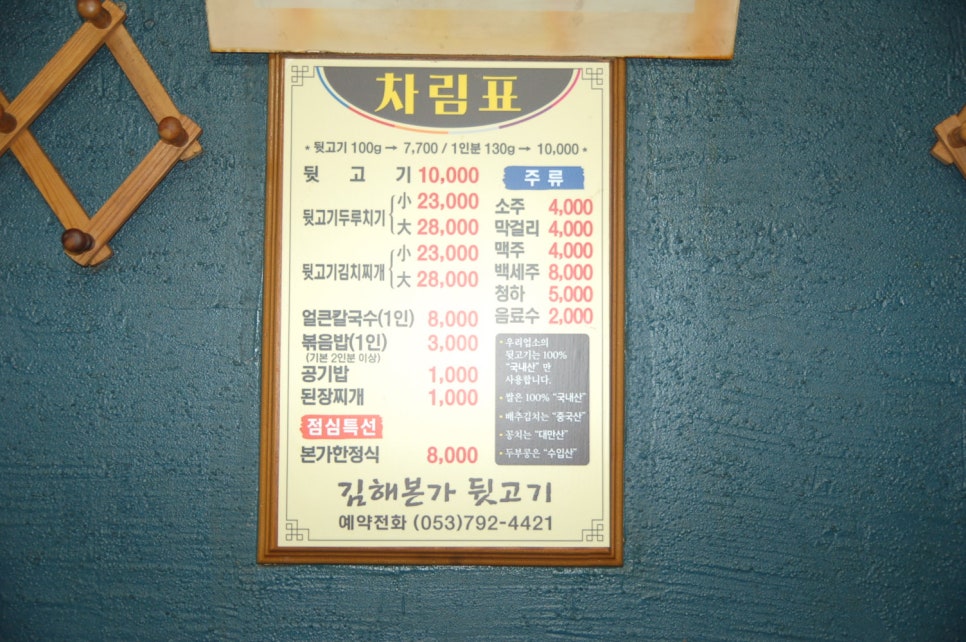 차림표
* 뒷고기 100g → 7,700 / 1인분 130g → 10,000 *
뒷 고 기 10,000
뒷고기두루치기 小 23,000
大 28,000
뒷고기김치찌개 小 23,000
大 28,000
얼큰칼국수(1인) 8,000
볶음밥(1인) 3,000
(기본 2인분 이상)
공기밥 1,000
된장찌개 1,000
점심특선
본가한정식 8,000
주 류
소주 4,000
막걸리 4,000
맥주 4,000
백세주 8,000
청하 5,000
음료수 2,000
• 우리업소의
뒷고기는 100%
“국내산” 만
사용합니다.
• 쌀은 100% “국내산”
• 배추김치는 “중국산”
• 꽁치는 “대만산”
• 두부콩은 “수입산”
김해본가 뒷고기
예약전화 (053)792-4421